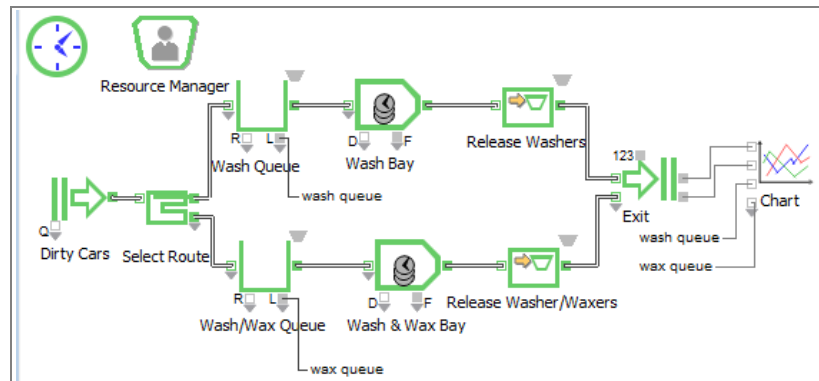 Resource Manager
R L
Wash Queue
wash queue
D F
Wash Bay
Release Washers
Q
Dirty Cars
Select Route
123
Exit
Chart
wash queue
wax queue
R L
Wash/Wax Queue
wax queue
D F
Wash & Wax Bay
Release Washer/Waxers